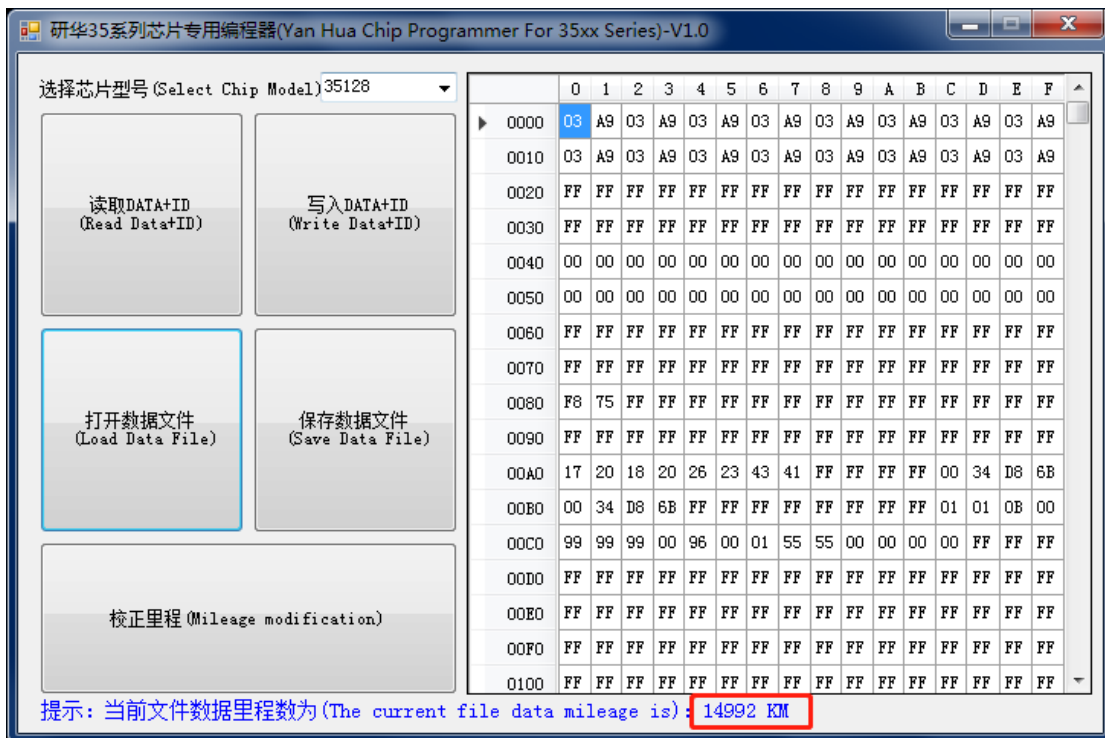 研华35系列芯片专用编程器(Yan Hua Chip Programmer For 35xx Series)-V1.0
选择芯片型号(Select Chip Model) 35128
读取DATA+ID
(Read Data+ID)
写入DATA+ID
(Write Data+ID)
打开数据文件
(Load Data File)
保存数据文件
(Save Data File)
校正里程(Mileage modification)
0 1 2 3 4 5 6 7 8 9 A B C D E F
0000 03 A9 03 A9 03 A9 03 A9 03 A9 03 A9 03 A9 03 A9
0010 03 A9 03 A9 03 A9 03 A9 03 A9 03 A9 03 A9 03 A9
0020 FF FF FF FF FF FF FF FF FF FF FF FF FF FF FF FF
0030 FF FF FF FF FF FF FF FF FF FF FF FF FF FF FF FF
0040 00 00 00 00 00 00 00 00 00 00 00 00 00 00 00 00
0050 00 00 00 00 00 00 00 00 00 00 00 00 00 00 00 00
0060 FF FF FF FF FF FF FF FF FF FF FF FF FF FF FF FF
0070 FF FF FF FF FF FF FF FF FF FF FF FF FF FF FF FF
0080 F8 75 FF FF FF FF FF FF FF FF FF FF FF FF FF FF
0090 FF FF FF FF FF FF FF FF FF FF FF FF FF FF FF FF
00A0 17 20 18 20 26 23 43 41 FF FF FF FF 00 34 D8 6B
00B0 00 34 D8 6B FF FF FF FF FF FF FF FF 01 01 0B 00
00C0 99 99 99 00 96 00 01 55 55 00 00 00 00 FF FF FF
00D0 FF FF FF FF FF FF FF FF FF FF FF FF FF FF FF FF
00E0 FF FF FF FF FF FF FF FF FF FF FF FF FF FF FF FF
00F0 FF FF FF FF FF FF FF FF FF FF FF FF FF FF FF FF
0100 FF FF FF FF FF FF FF FF FF FF FF FF FF FF FF FF
提示：当前文件数据里程数为(The current file data mileage is)：14992 KM